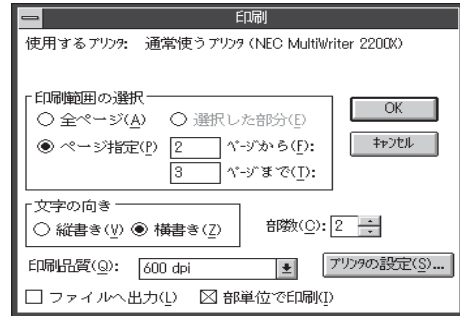 印刷
使用するプリンタ: 通常使うプリンタ (NEC MultiWriter 2200X)
印刷範囲の選択
全ページ(A) 選択した部分(E)
OK
ページ指定(P) 2 ページから(F):
キャンセル
3 ページまで(T):
文字の向き
縦書き(V) 横書き(Z)
部数(C): 2
印刷品質(Q): 600 dpi
プリンタの設定(S)...
ファイルへ出力(L) 部単位で印刷(I)